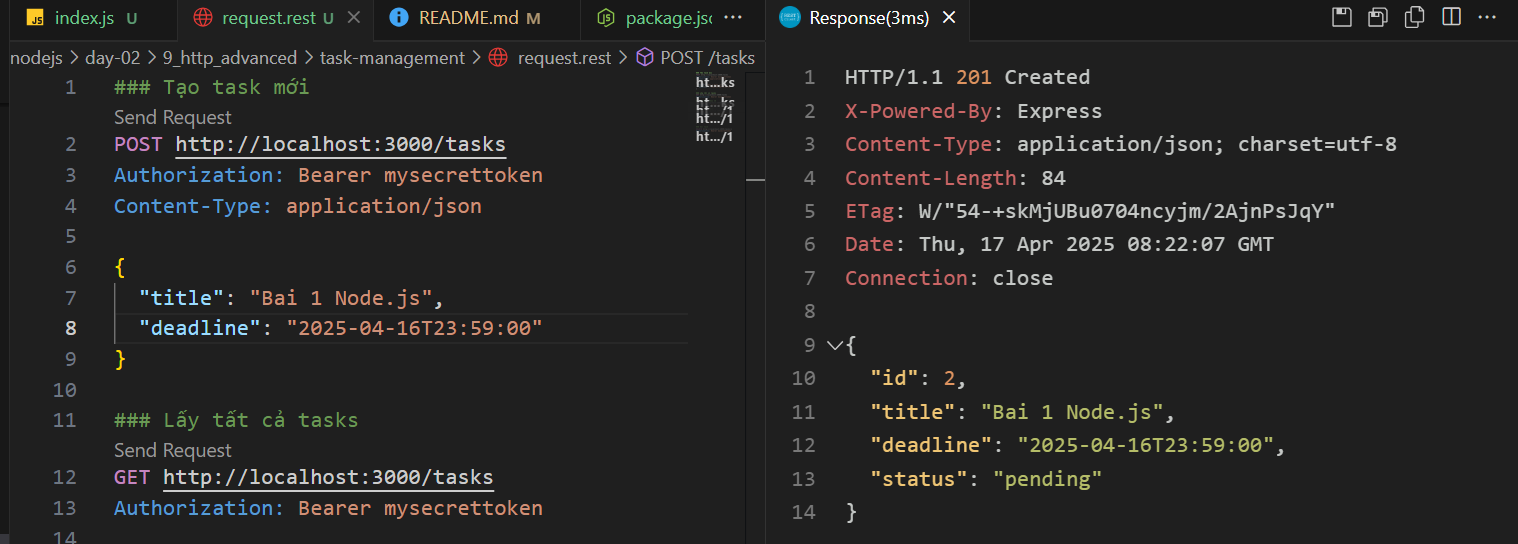 index.js U
request.rest U
README.md M
package.jsc
nodejs > day-02 > 9_http_advanced > task-management > request.rest > POST /tasks
1 ### Tạo task mới
Send Request
2 POST http://localhost:3000/tasks
3 Authorization: Bearer mysecrettoken
4 Content-Type: application/json
5
6 {
7 "title": "Bai 1 Node.js",
8 "deadline": "2025-04-16T23:59:00"
9 }
10
11 ### Lấy tất cả tasks
Send Request
12 GET http://localhost:3000/tasks
13 Authorization: Bearer mysecrettoken
14
ht...ks
ht...ks
ht.../1
ht.../1
Response(3ms)
1 HTTP/1.1 201 Created
2 X-Powered-By: Express
3 Content-Type: application/json; charset=utf-8
4 Content-Length: 84
5 ETag: W/"54-+skMjUBu0704ncyjm/2AjnPsJqY"
6 Date: Thu, 17 Apr 2025 08:22:07 GMT
7 Connection: close
8
9 {
10 "id": 2,
11 "title": "Bai 1 Node.js",
12 "deadline": "2025-04-16T23:59:00",
13 "status": "pending"
14 }